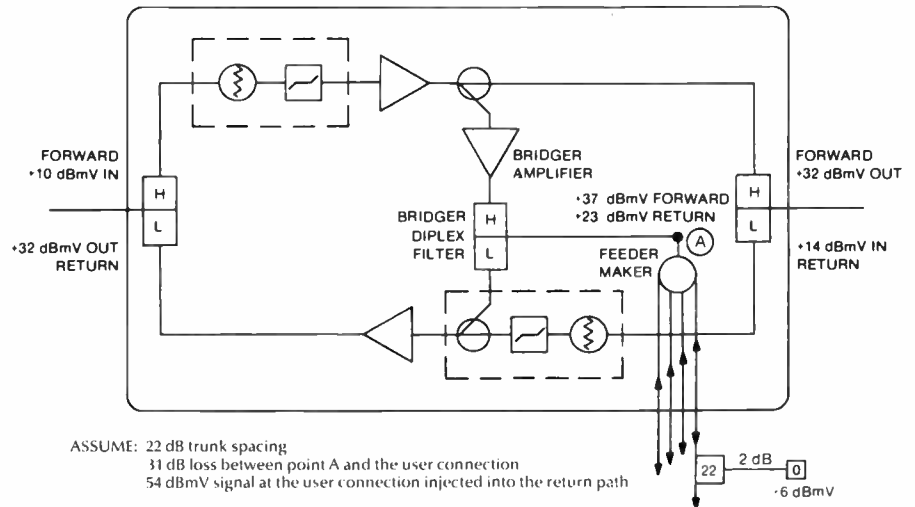 FORWARD
+10 dBmV IN
H
L
+32 dBmV OUT
RETURN
BRIDGER
AMPLIFIER
BRIDGER
DIPLEX
FILTER
H
L
+37 dBmV FORWARD
+23 dBmV RETURN
A
FEEDER
MAKER
FORWARD
+32 dBmV OUT
H
L
+14 dBmV IN
RETURN
ASSUME: 22 dB trunk spacing
31 dB loss between point A and the user connection
54 dBmV signal at the user connection injected into the return path
22
2 dB
0
+6 dBmV